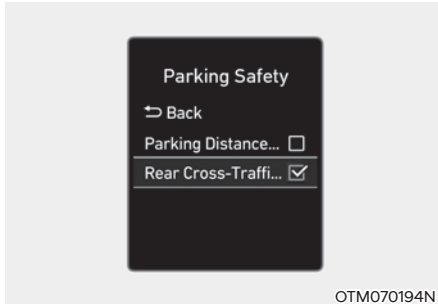 Parking Safety
⮌ Back
Parking Distance... ☐
Rear Cross-Traffi... ☑
OTM070194N